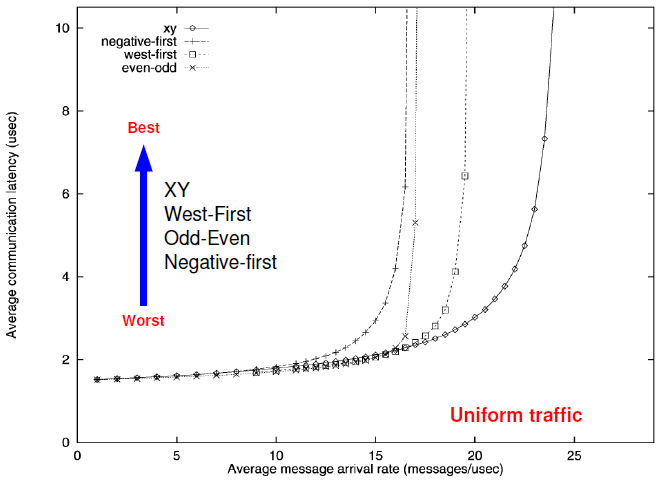 Average communication latency (usec)
10
8
6
4
2
0
xy
negative-first
west-first
even-odd
Best
XY
West-First
Odd-Even
Negative-first
Worst
Uniform traffic
0 5 10 15 20 25
Average message arrival rate (messages/usec)